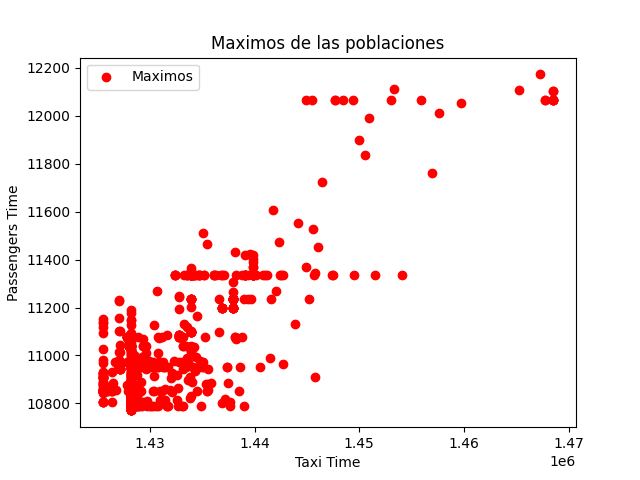 Maximos de las poblaciones
Maximos
12200
12000
11800
11600
11400
11200
11000
10800
Passengers Time
1.43
1.44
1.45
1.46
1.47
1e6
Taxi Time